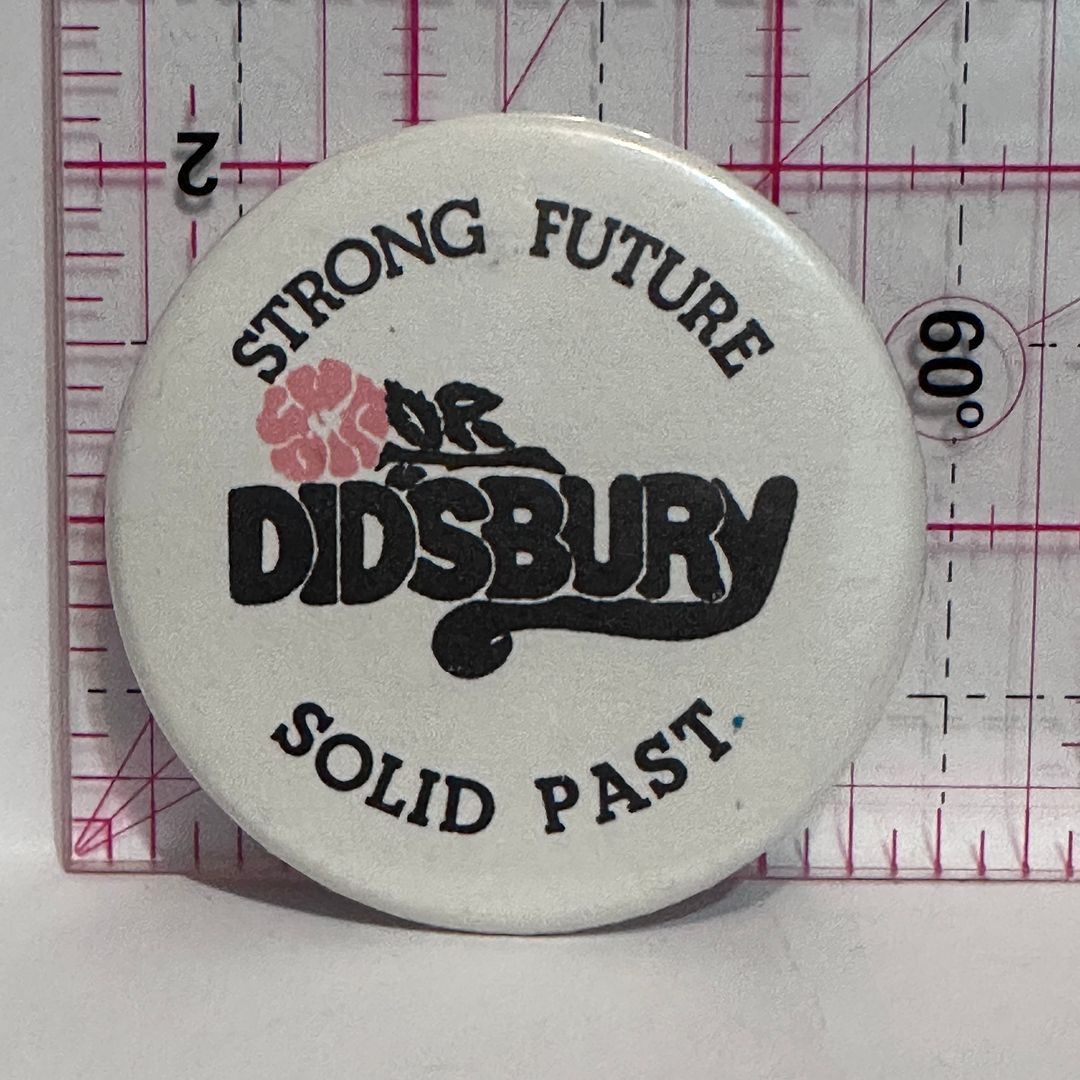 2
STRONG FUTURE
60°
DIDSBURY
SOLID PAST